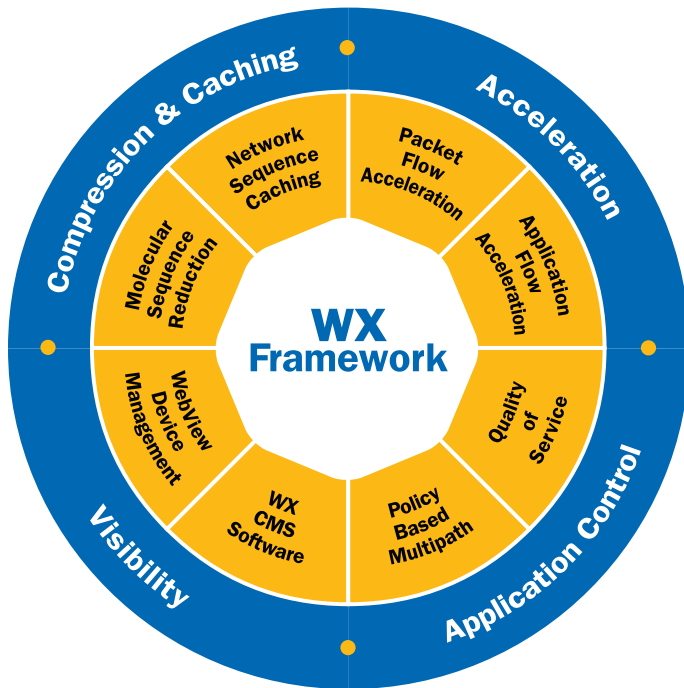 Compression & Caching
Acceleration
Network
Sequence
Caching
Packet
Flow
Acceleration
Molecular
Sequence
Reduction
Application
Flow
Acceleration
WX
Framework
WebView
Device
Management
Quality
of
Service
WX
CMS
Software
Policy
Based
Multipath
Visibility
Application Control